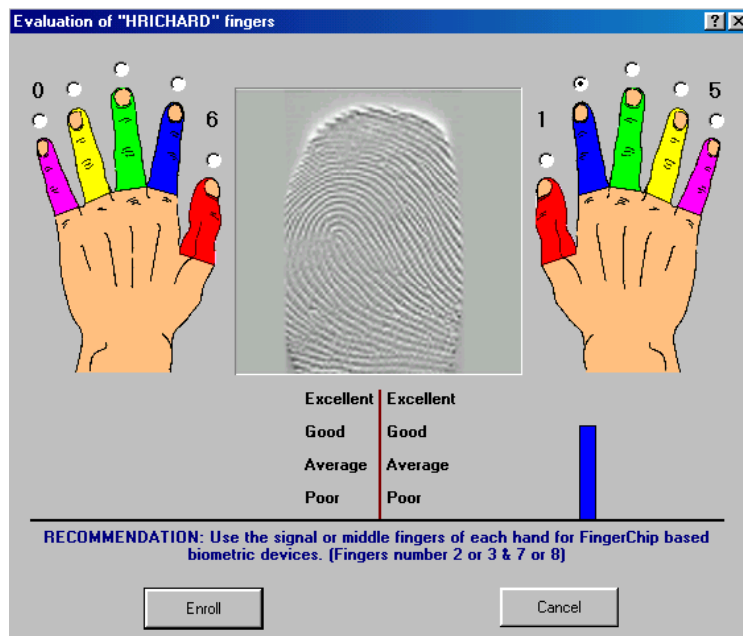 Evaluation of "HRICHARD" fingers
0
6
1
5
Excellent Excellent
Good Good
Average Average
Poor Poor
RECOMMENDATION: Use the signal or middle fingers of each hand for FingerChip based
biometric devices. (Fingers number 2 or 3 & 7 or 8)
Enroll Cancel